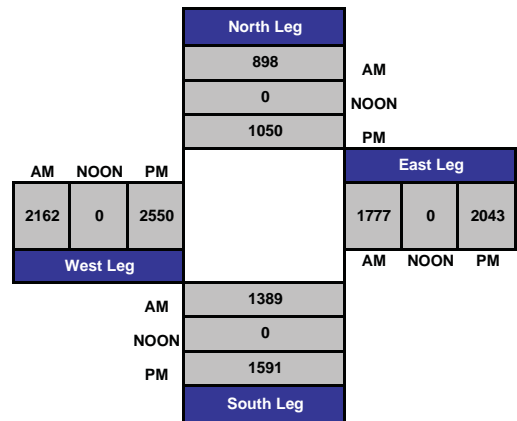 North Leg
898 AM
0 NOON
1050 PM
AM NOON PM East Leg
2162 0 2550 1777 0 2043
West Leg AM NOON PM
AM 1389
NOON 0
PM 1591
South Leg